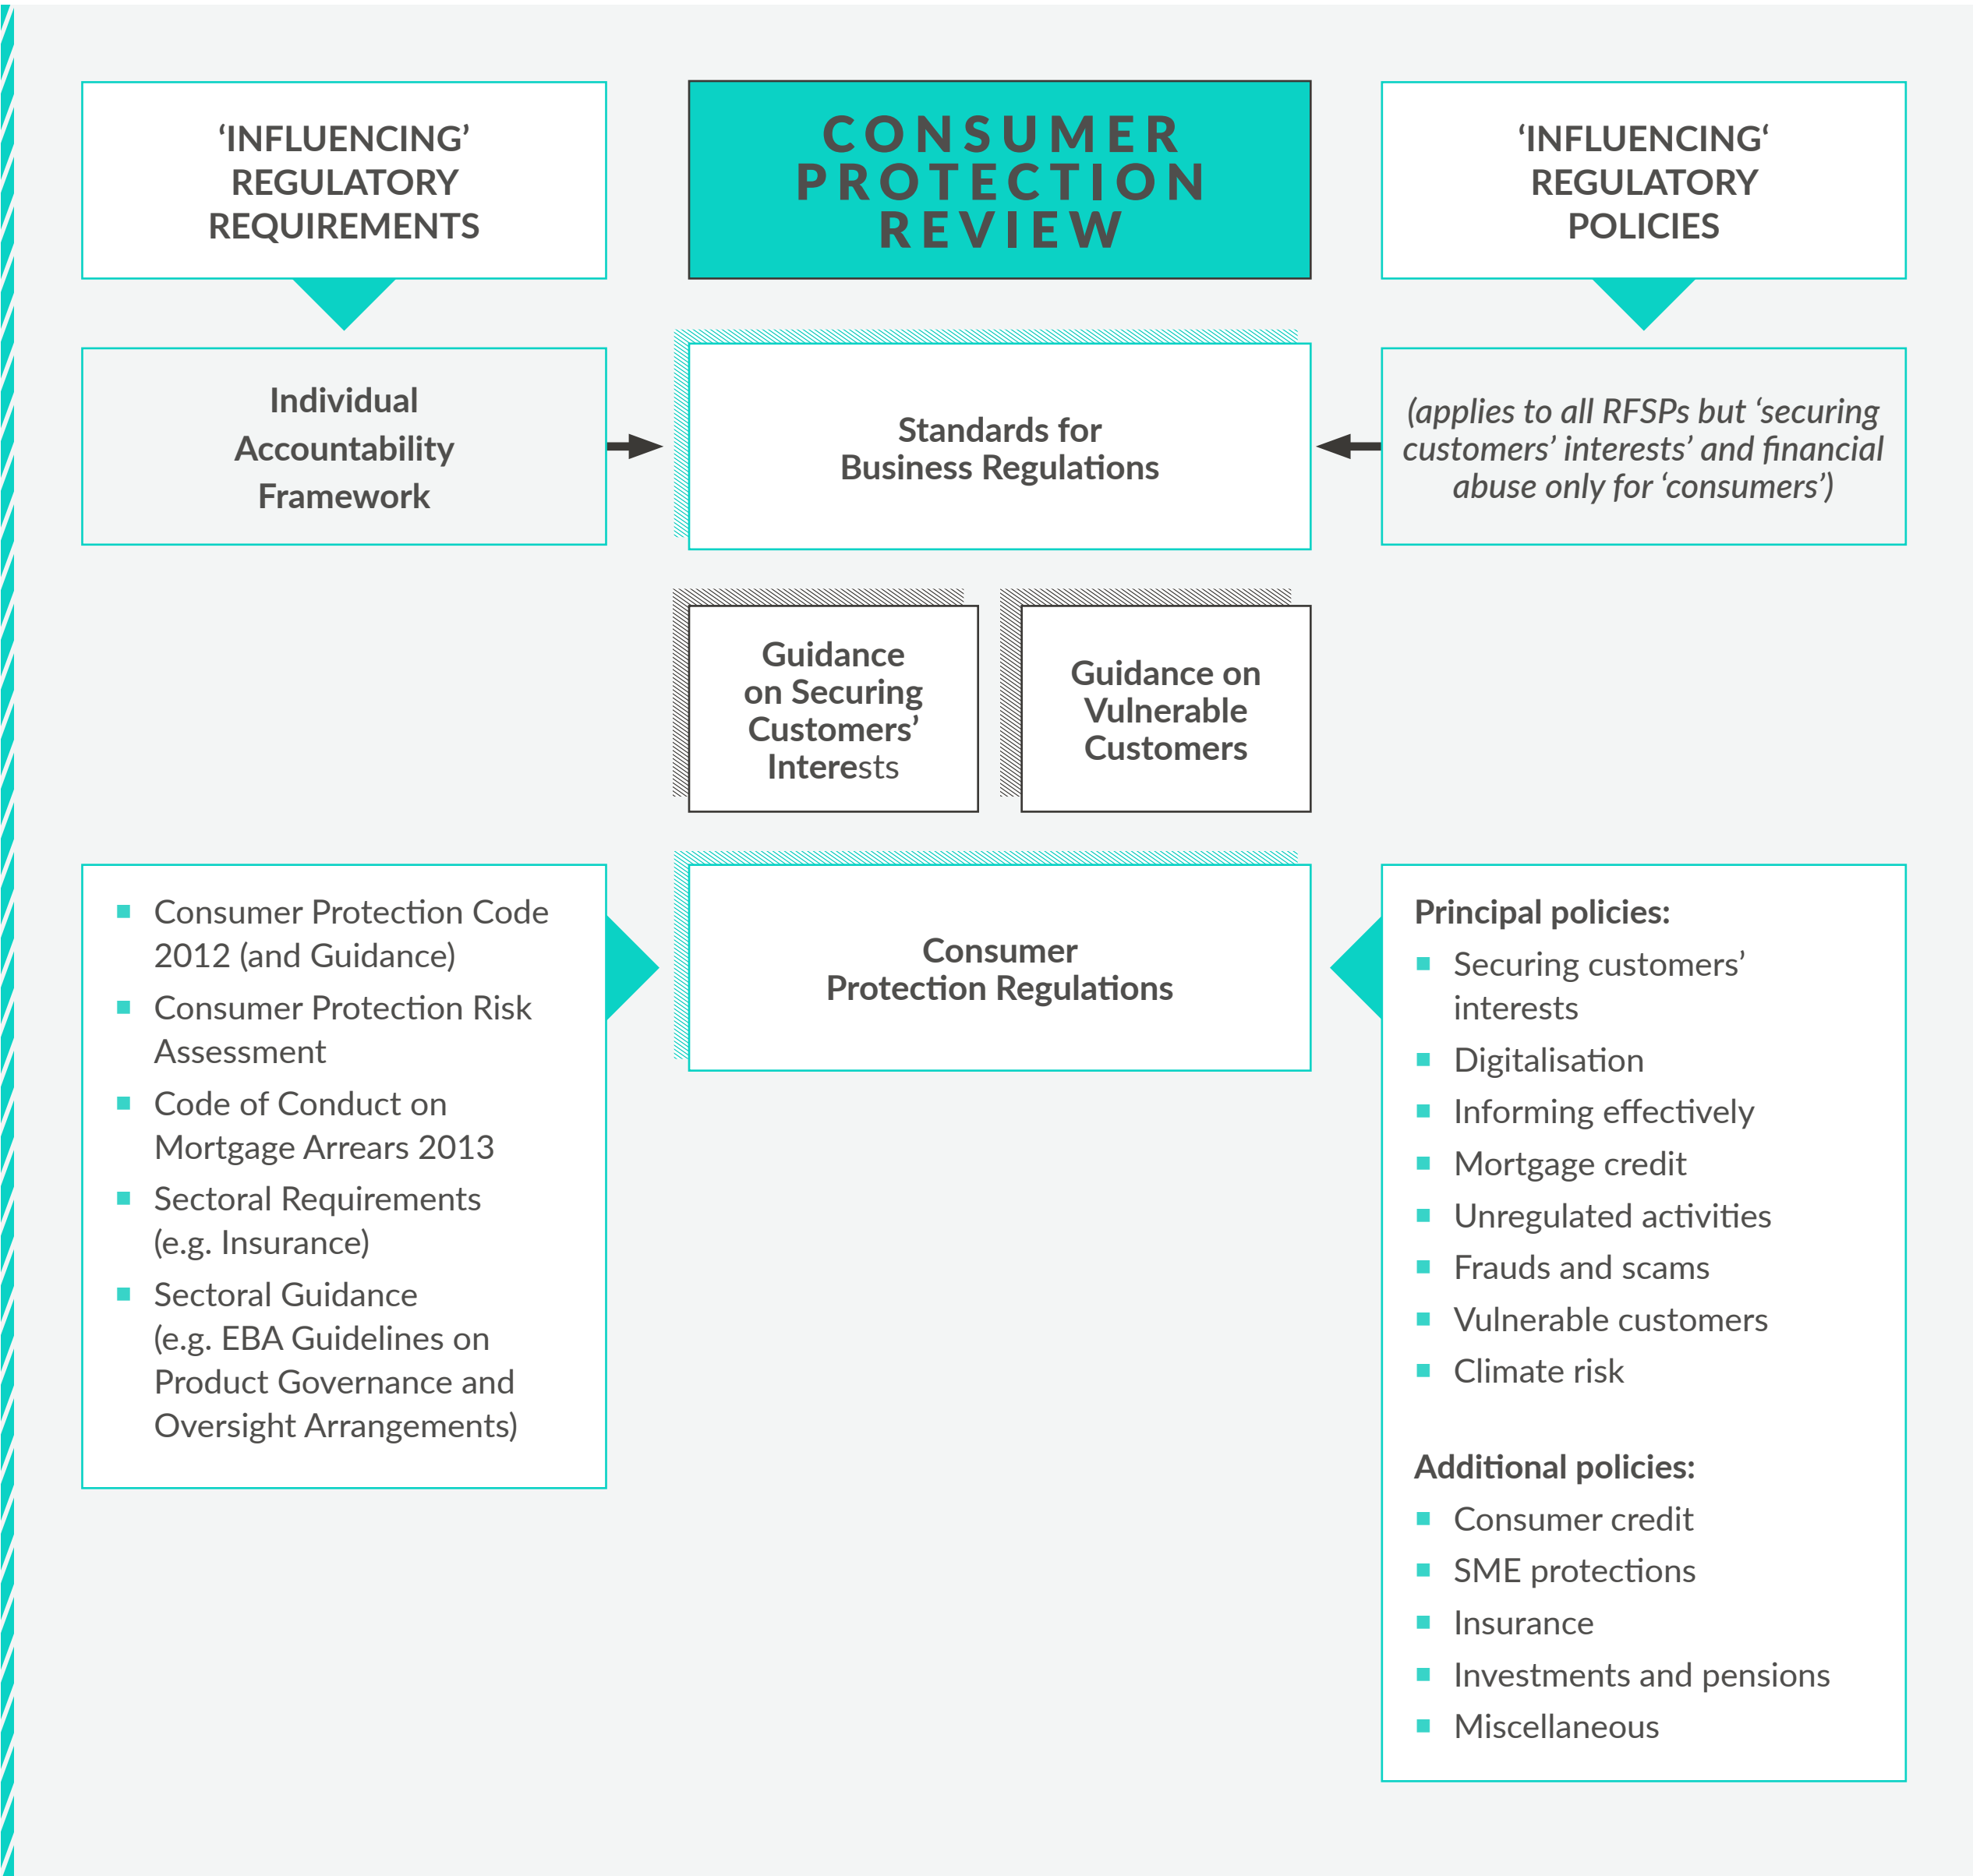 ‘INFLUENCING’
REGULATORY
REQUIREMENTS
CONSUMER
PROTECTION
REVIEW
‘INFLUENCING‘
REGULATORY
POLICIES
Individual
Accountability
Framework
Standards for
Business Regulations
(applies to all RFSPs but ‘securing
customers’ interests’ and financial
abuse only for ‘consumers’)
Guidance
on Securing
Customers’
Interests
Guidance on
Vulnerable
Customers
Consumer Protection Code
2012 (and Guidance)
Consumer Protection Risk
Assessment
Code of Conduct on
Mortgage Arrears 2013
Sectoral Requirements
(e.g. Insurance)
Sectoral Guidance
(e.g. EBA Guidelines on
Product Governance and
Oversight Arrangements)
Consumer
Protection Regulations
Principal policies:
Securing customers’
interests
Digitalisation
Informing effectively
Mortgage credit
Unregulated activities
Frauds and scams
Vulnerable customers
Climate risk
Additional policies:
Consumer credit
SME protections
Insurance
Investments and pensions
Miscellaneous